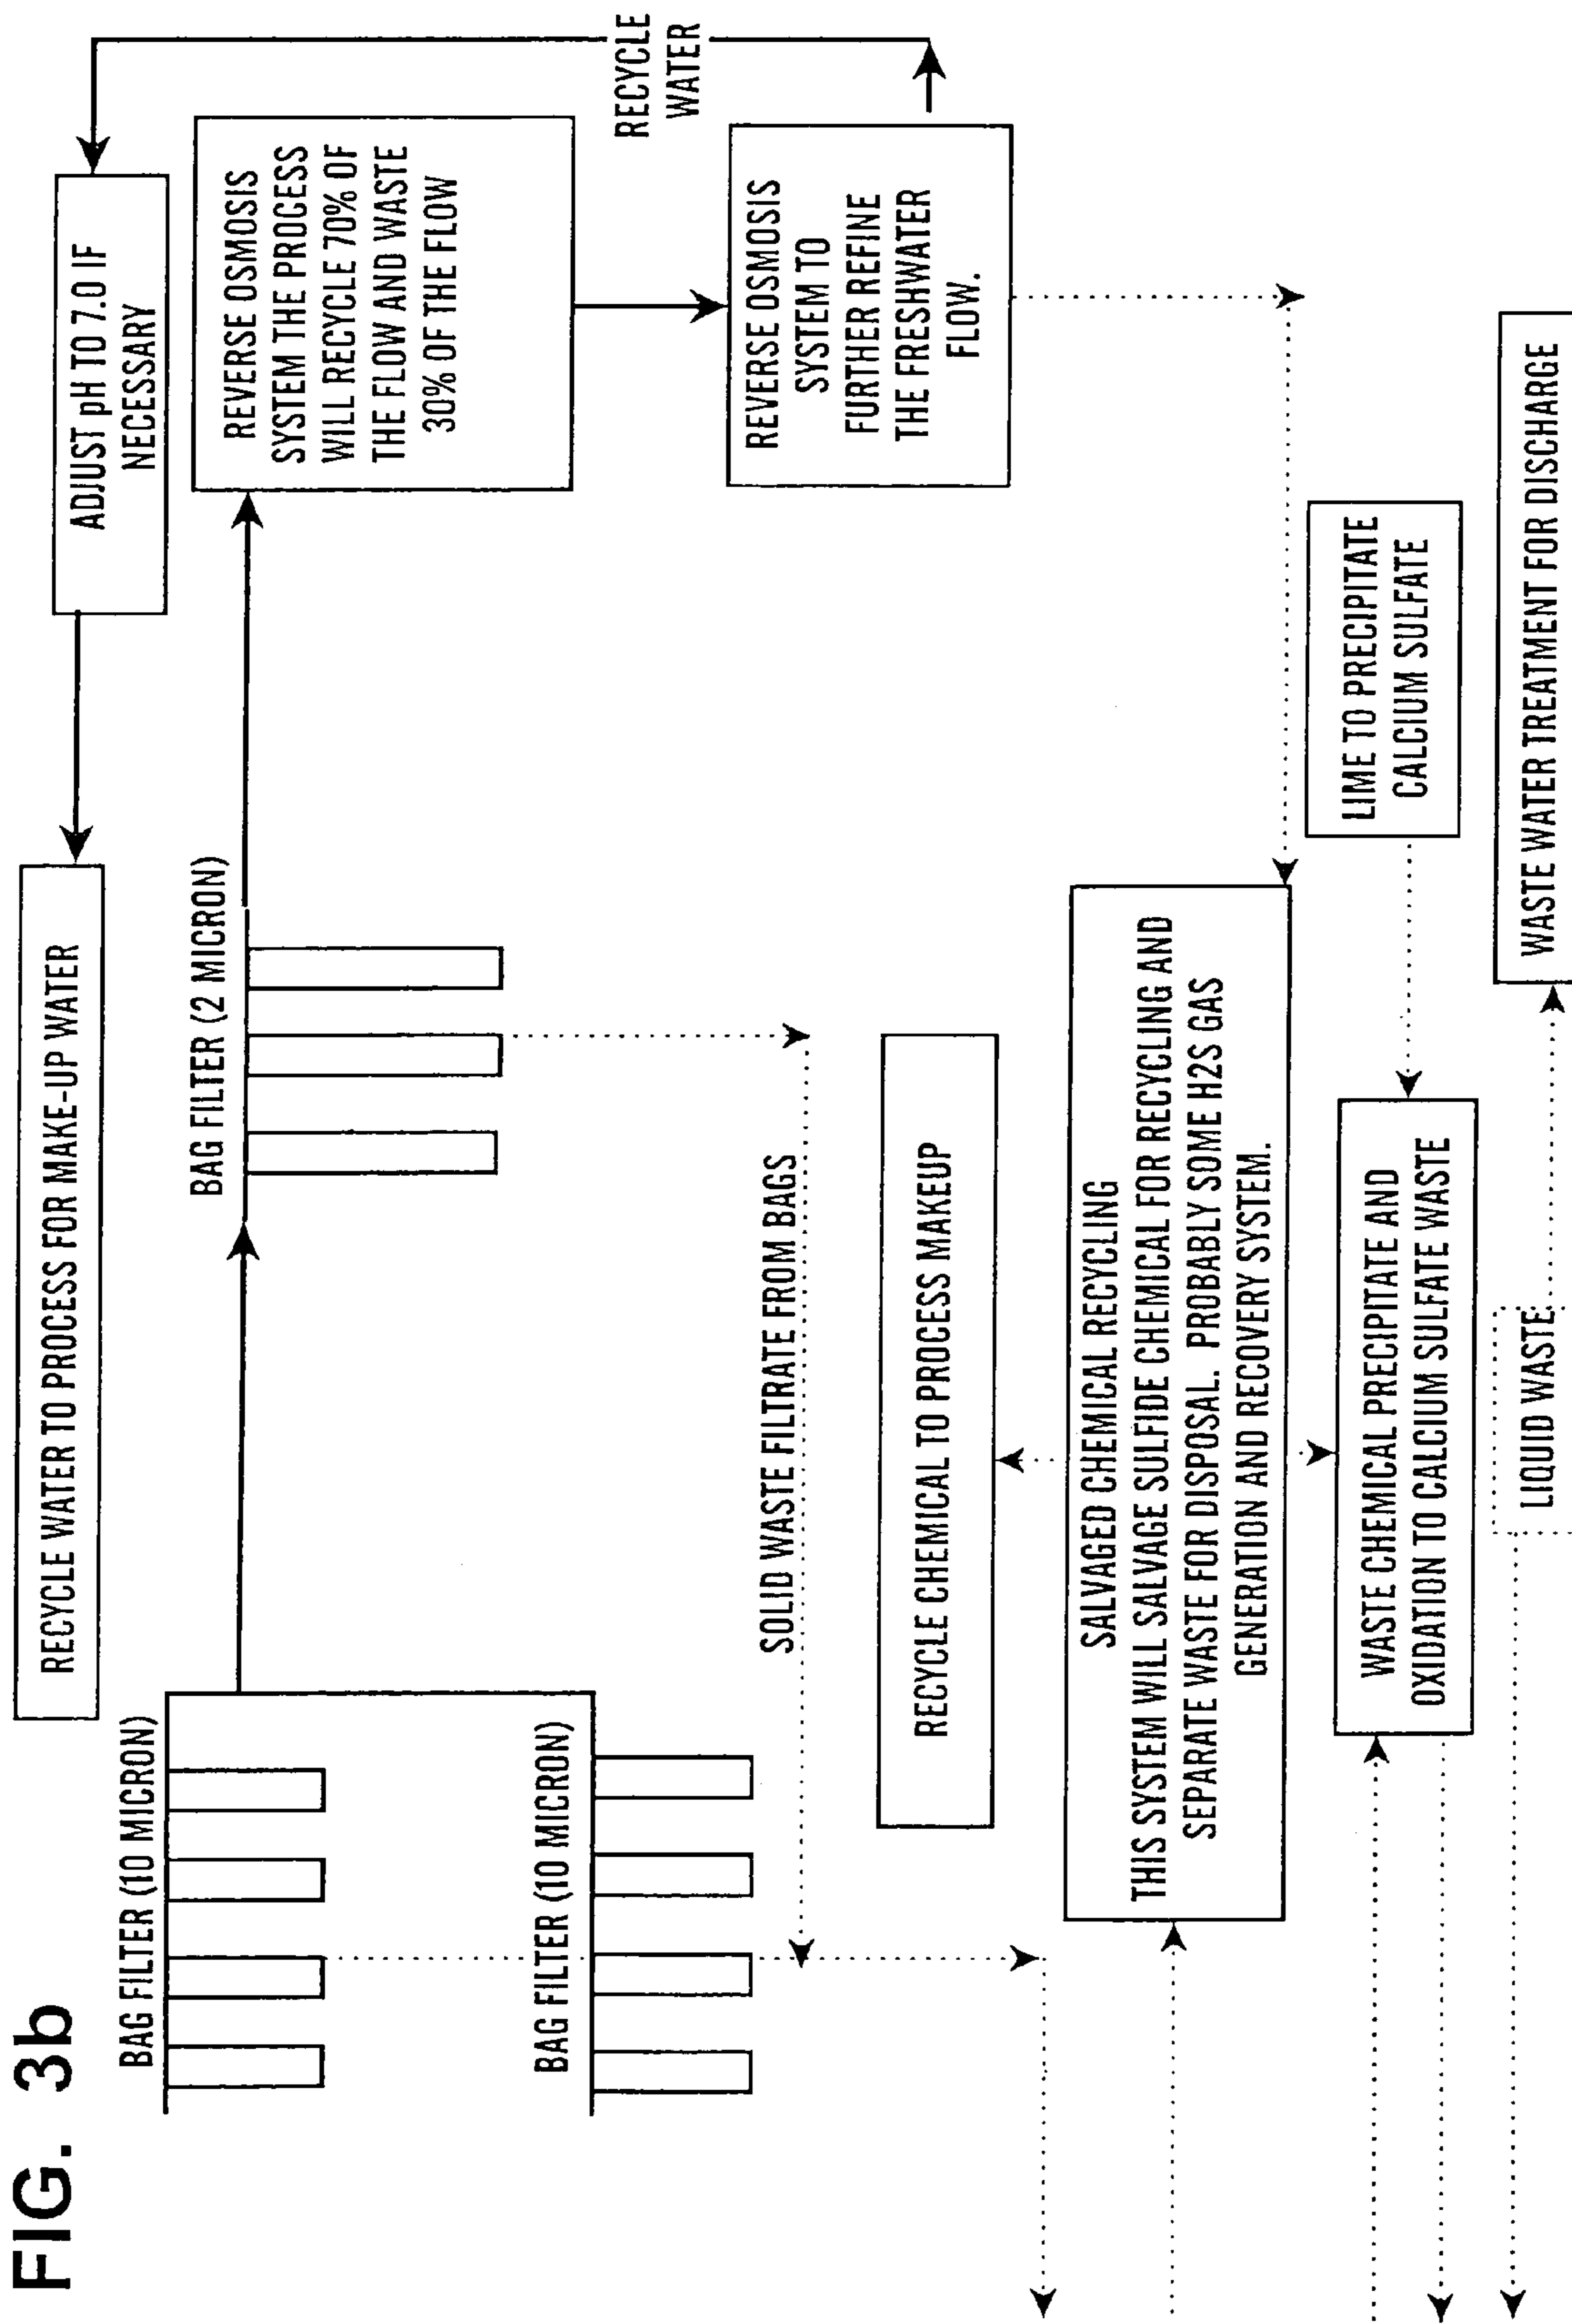 FIG. 3b
RECYCLE WATER TO PROCESS FOR MAKE-UP WATER
ADJUST pH TO 7.0 IF
NECESSARY
BAG FILTER (10 MICRON)
BAG FILTER (2 MICRON)
REVERSE OSMOSIS
SYSTEM THE PROCESS
WILL RECYCLE 70% OF
THE FLOW AND WASTE
30% OF THE FLOW
BAG FILTER (10 MICRON)
RECYCLE
WATER
SOLID WASTE FILTRATE FROM BAGS
REVERSE OSMOSIS
SYSTEM TO
FURTHER REFINE
THE FRESHWATER
FLOW.
RECYCLE CHEMICAL TO PROCESS MAKEUP
SALVAGED CHEMICAL RECYCLING
THIS SYSTEM WILL SALVAGE SULFIDE CHEMICAL FOR RECYCLING AND
SEPARATE WASTE FOR DISPOSAL. PROBABLY SOME H2S GAS
GENERATION AND RECOVERY SYSTEM.
LIME TO PRECIPITATE
CALCIUM SULFATE
WASTE CHEMICAL PRECIPITATE AND
OXIDATION TO CALCIUM SULFATE WASTE
LIQUID WASTE
WASTE WATER TREATMENT FOR DISCHARGE